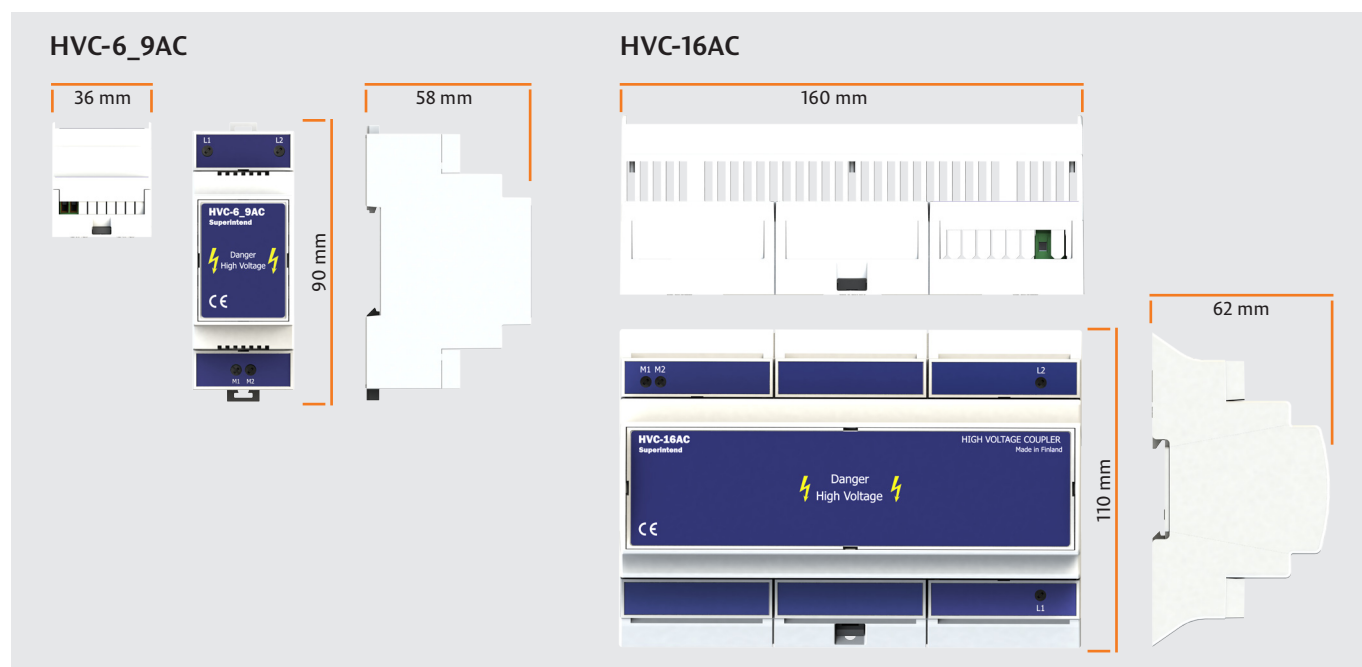 HVC-6_9AC
36 mm
58 mm
L1 L2
HVC-6_9AC
Superintend
Danger
High Voltage
CE
M1 M2
90 mm
HVC-16AC
160 mm
62 mm
M1 M2
L2
HVC-16AC
Superintend
HIGH VOLTAGE COUPLER
Made in Finland
Danger
High Voltage
CE
L1
110 mm